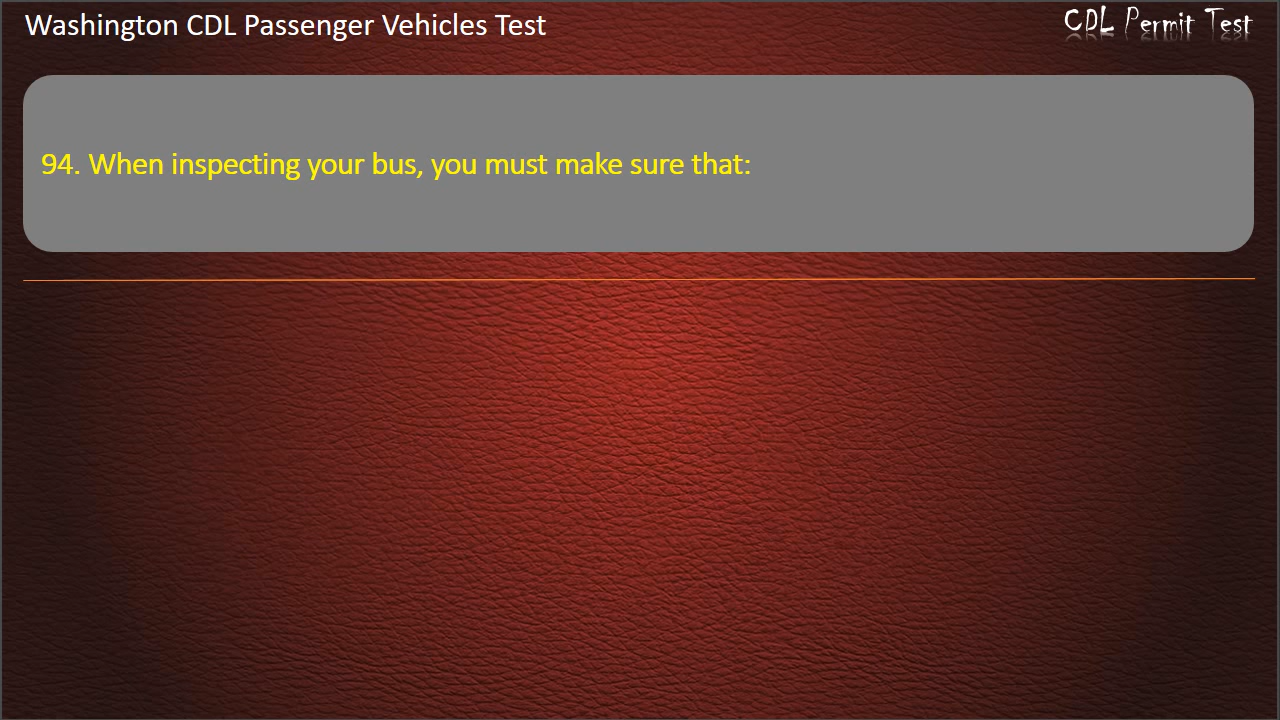 Washington CDL Passenger Vehicles Test
CDL Permit Test
94. When inspecting your bus, you must make sure that: